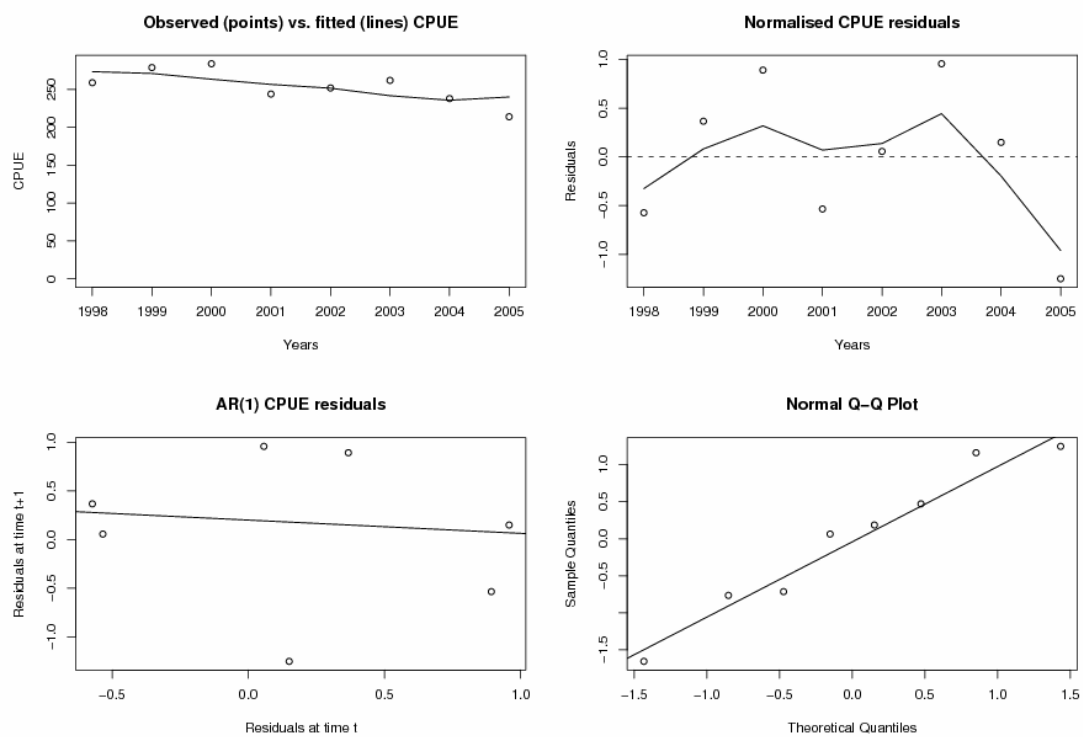 Observed (points) vs. fitted (lines) CPUE
CPUE
0 50 100 150 200 250
1998 1999 2000 2001 2002 2003 2004 2005
Years
Normalised CPUE residuals
Residuals
−1.0 −0.5 0.0 0.5 1.0
1998 1999 2000 2001 2002 2003 2004 2005
Years
AR(1) CPUE residuals
Residuals at time t+1
−1.0 −0.5 0.0 0.5 1.0
−0.5 0.0 0.5 1.0
Residuals at time t
Normal Q−Q Plot
Sample Quantiles
−1.5 −0.5 0.0 0.5 1.0
−1.5 −1.0 −0.5 0.0 0.5 1.0 1.5
Theoretical Quantiles